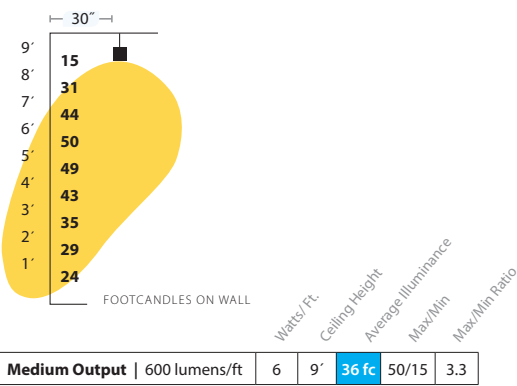 30″
9′
15
8′
31
7′
44
6′
50
5′
49
4′
43
3′
35
2′
29
1′
24
FOOTCANDLES ON WALL
Watts/Ft.
Ceiling Height
Average Illuminance
Max/Min
Max/Min Ratio
Medium Output | 600 lumens/ft 6 9′ 36 fc 50/15 3.3